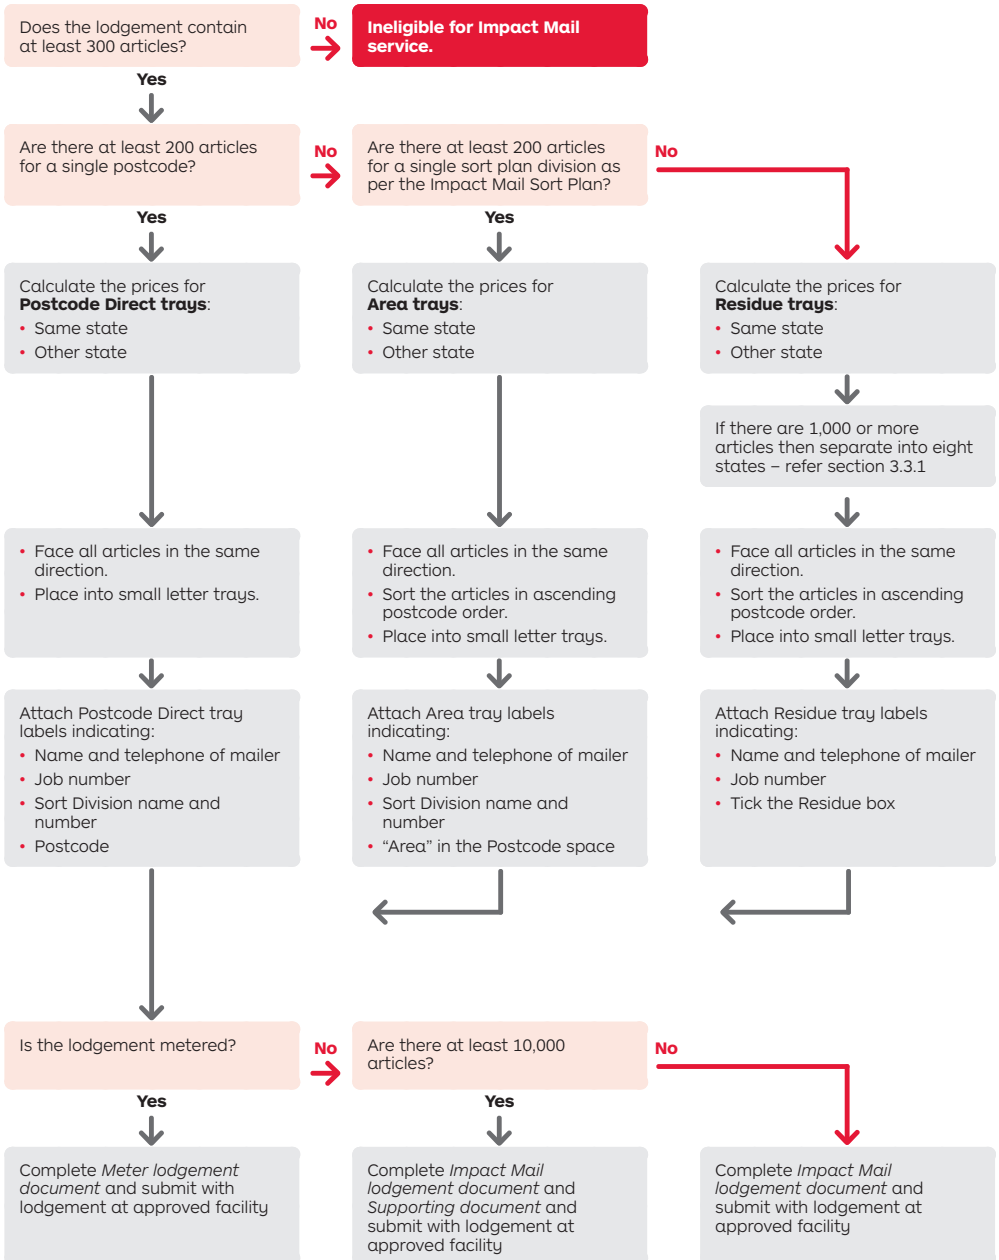 Does the lodgement contain
at least 300 articles?
No
Ineligible for Impact Mail
service.
Yes
Are there at least 200 articles
for a single postcode?
No
Are there at least 200 articles
for a single sort plan division as
per the Impact Mail Sort Plan?
No
Yes
Yes
Calculate the prices for
Postcode Direct trays:
• Same state
• Other state
Calculate the prices for
Area trays:
• Same state
• Other state
Calculate the prices for
Residue trays:
• Same state
• Other state
If there are 1,000 or more
articles then separate into eight
states – refer section 3.3.1
• Face all articles in the same
direction.
• Place into small letter trays.
• Face all articles in the same
direction.
• Sort the articles in ascending
postcode order.
• Place into small letter trays.
• Face all articles in the same
direction.
• Sort the articles in ascending
postcode order.
• Place into small letter trays.
Attach Postcode Direct tray
labels indicating:
• Name and telephone of mailer
• Job number
• Sort Division name and
number
• Postcode
Attach Area tray labels
indicating:
• Name and telephone of mailer
• Job number
• Sort Division name and
number
• “Area” in the Postcode space
Attach Residue tray labels
indicating:
• Name and telephone of mailer
• Job number
• Tick the Residue box
Is the lodgement metered?
No
Are there at least 10,000
articles?
No
Yes
Yes
Complete Meter lodgement
document and submit with
lodgement at approved facility
Complete Impact Mail
lodgement document and
Supporting document and
submit with lodgement at
approved facility
Complete Impact Mail
lodgement document and
submit with lodgement at
approved facility